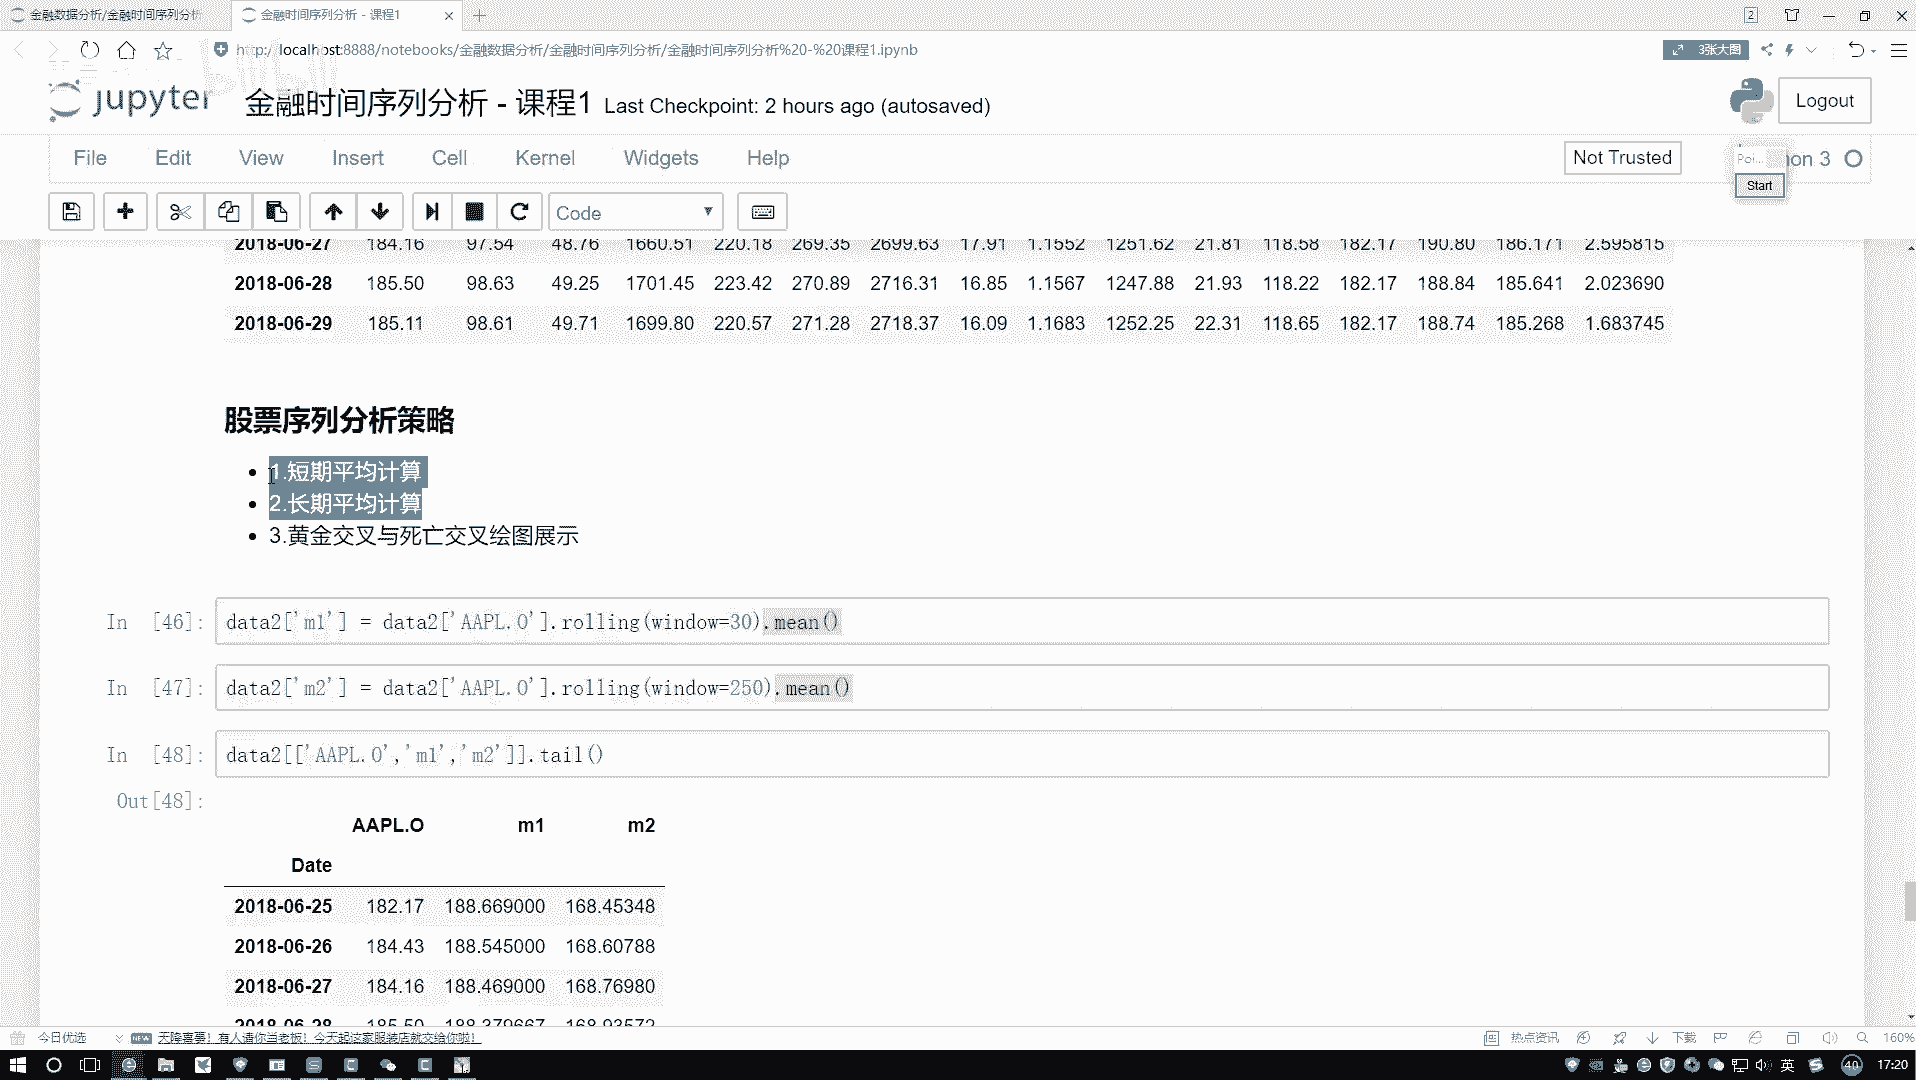 金融数据分析/金融时间序列分析
金融时间序列分析 - 课程1
2
http://localhost:8888/notebooks/金融数据分析/金融时间序列分析/金融时间序列分析%20-%20课程1.ipynb
3张大图
bilibili
jupyter 金融时间序列分析 - 课程1 Last Checkpoint: 2 hours ago (autosaved)
Logout
File Edit View Insert Cell Kernel Widgets Help
Not Trusted
Poi... hon 3
Start
Code
2018-06-27 184.16 97.54 48.76 1660.51 220.18 269.35 2699.63 17.91 1.1552 1251.62 21.81 118.58 182.17 190.80 186.171 2.595815
2018-06-28 185.50 98.63 49.25 1701.45 223.42 270.89 2716.31 16.85 1.1567 1247.88 21.93 118.22 182.17 188.84 185.641 2.023690
2018-06-29 185.11 98.61 49.71 1699.80 220.57 271.28 2718.37 16.09 1.1683 1252.25 22.31 118.65 182.17 188.74 185.268 1.683745
股票序列分析策略
1.短期平均计算
2.长期平均计算
3.黄金交叉与死亡交叉绘图展示
In [46]: data2['m1'] = data2['AAPL.O'].rolling(window=30).mean()
In [47]: data2['m2'] = data2['AAPL.O'].rolling(window=250).mean()
In [48]: data2[['AAPL.O','m1','m2']].tail()
Out[48]:
AAPL.O m1 m2
Date
2018-06-25 182.17 188.669000 168.45348
2018-06-26 184.43 188.545000 168.60788
2018-06-27 184.16 188.469000 168.76980
2018-06-28 185.50 188.379667 168.93572
今日优选
NEW 天降喜事！有人请你当老板！今天起这家服装店就交给你啦！
热点资讯
下载
160%
英
40
17:20